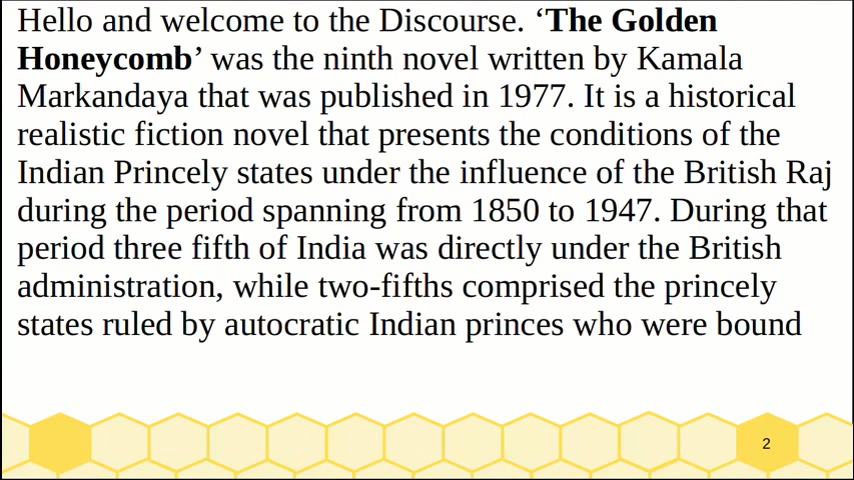 Hello and welcome to the Discourse. ‘The Golden
Honeycomb’ was the ninth novel written by Kamala
Markandaya that was published in 1977. It is a historical
realistic fiction novel that presents the conditions of the
Indian Princely states under the influence of the British Raj
during the period spanning from 1850 to 1947. During that
period three fifth of India was directly under the British
administration, while two-fifths comprised the princely
states ruled by autocratic Indian princes who were bound
2